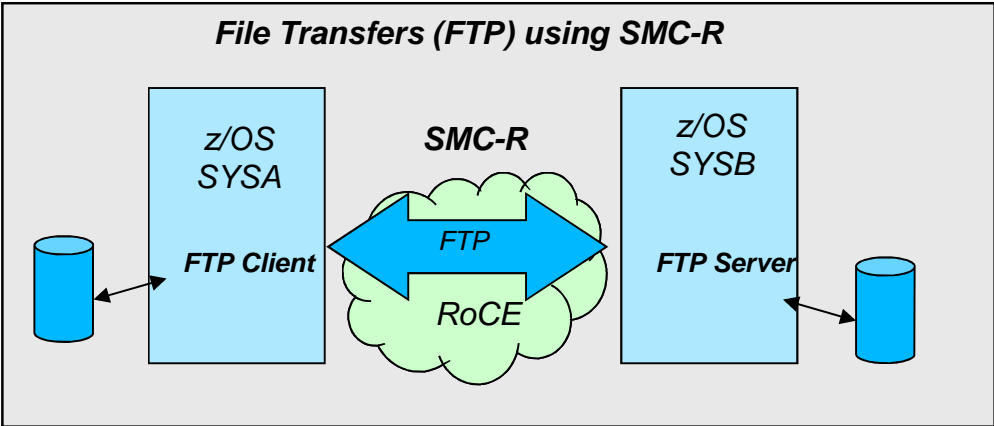 File Transfers (FTP) using SMC-R
z/OS
SYSA
FTP Client
SMC-R
FTP
RoCE
z/OS
SYSB
FTP Server